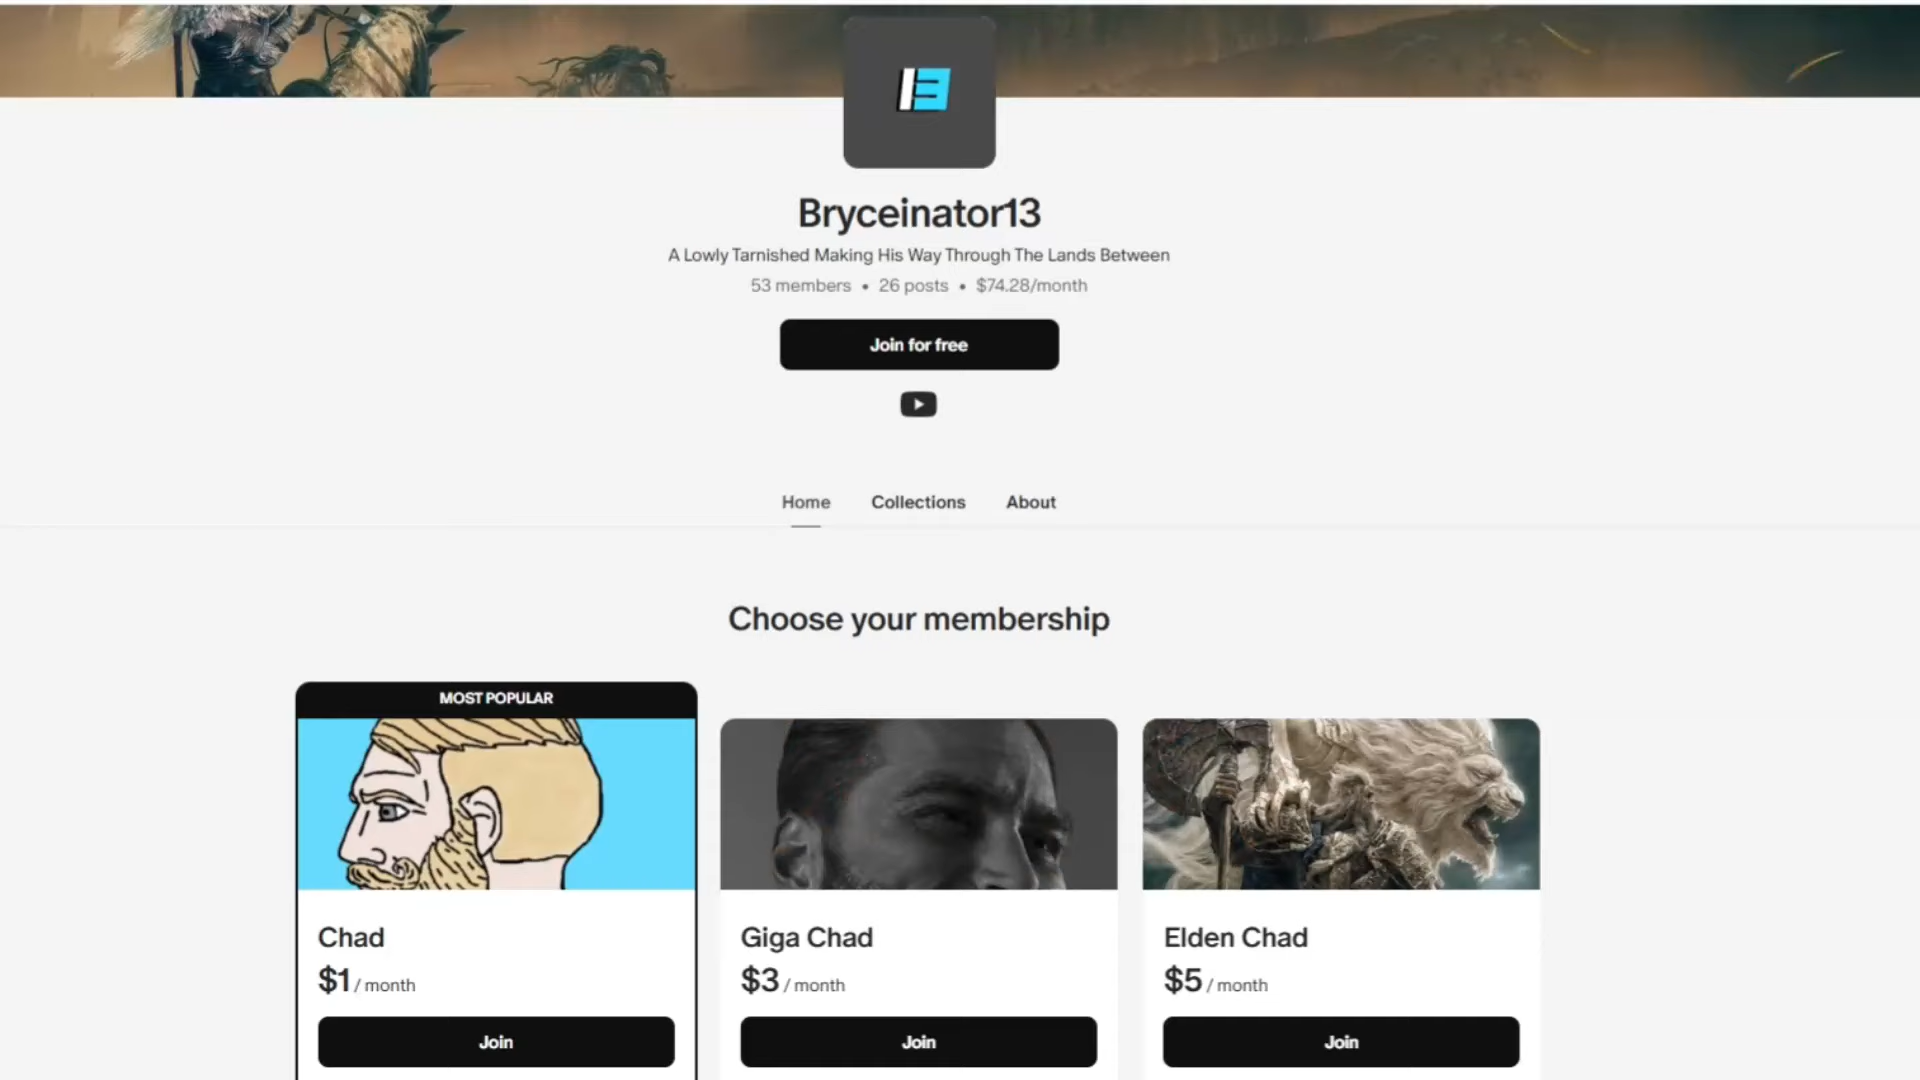 13
Bryceinator13
A Lowly Tarnished Making His Way Through The Lands Between
53 members • 26 posts • $74.28/month
Join for free
Home Collections About
Choose your membership
MOST POPULAR
Chad Giga Chad Elden Chad
$1 / month $3 / month $5 / month
Join Join Join